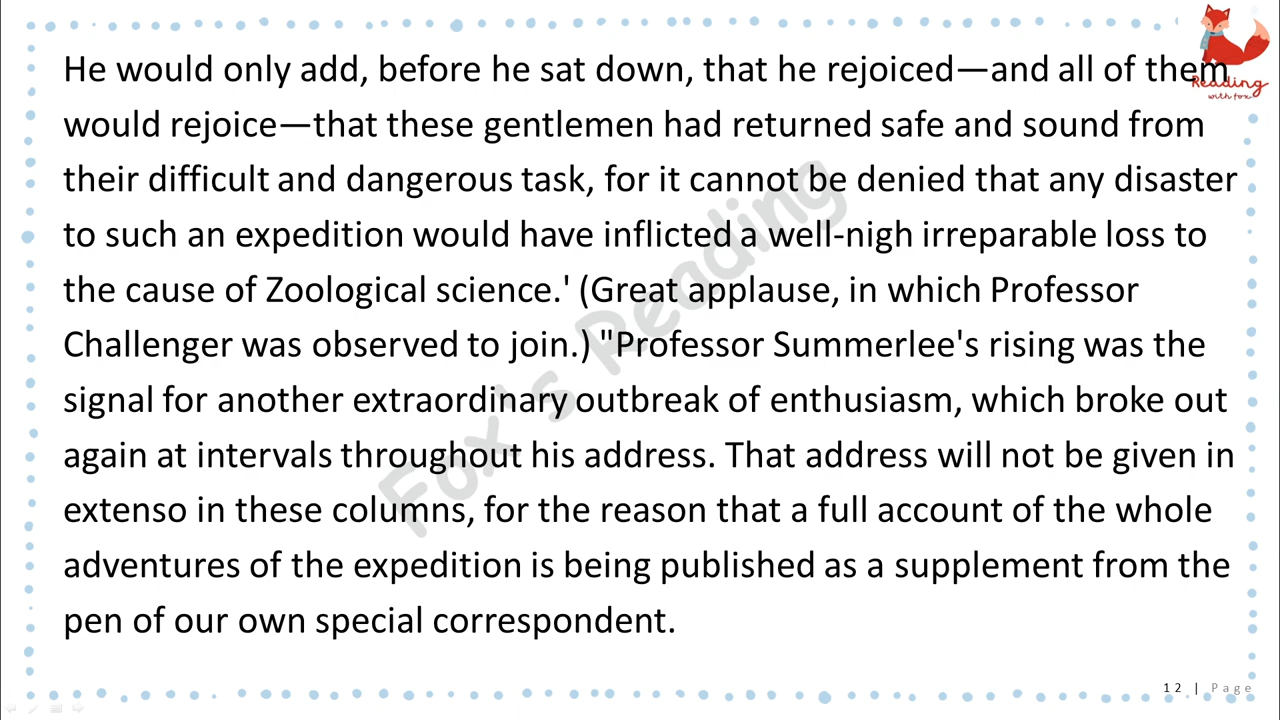 He would only add, before he sat down, that he rejoiced—and all of them
would rejoice—that these gentlemen had returned safe and sound from
their difficult and dangerous task, for it cannot be denied that any disaster
to such an expedition would have inflicted a well-nigh irreparable loss to
the cause of Zoological science.' (Great applause, in which Professor
Challenger was observed to join.) "Professor Summerlee's rising was the
signal for another extraordinary outbreak of enthusiasm, which broke out
again at intervals throughout his address. That address will not be given in
extenso in these columns, for the reason that a full account of the whole
adventures of the expedition is being published as a supplement from the
pen of our own special correspondent.
Reading
with fox
Fox's Reading
12 | Page